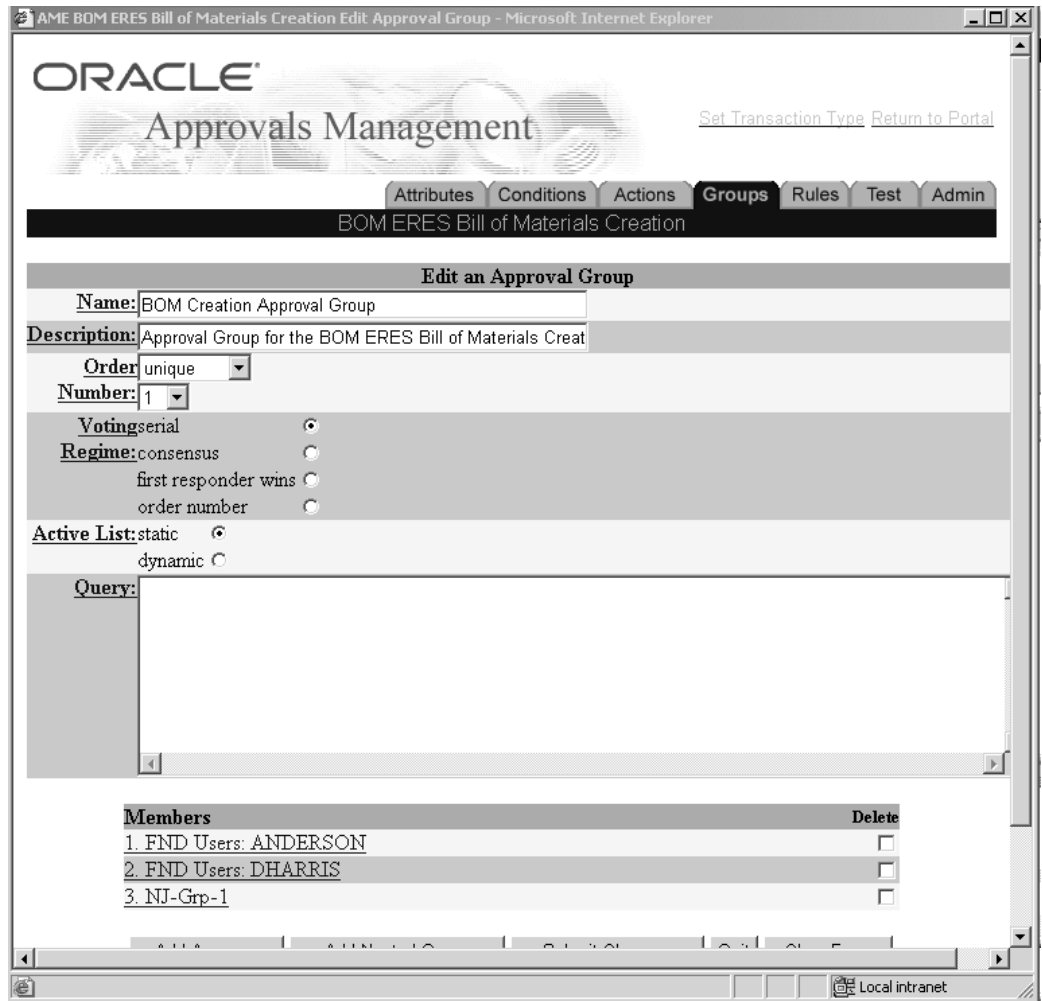 AME BOM ERES Bill of Materials Creation Edit Approval Group - Microsoft Internet Explorer
ORACLE
Approvals Management
Set Transaction Type Return to Portal
Attributes Conditions Actions Groups Rules Test Admin
BOM ERES Bill of Materials Creation
Edit an Approval Group
Name: BOM Creation Approval Group
Description: Approval Group for the BOM ERES Bill of Materials Creat
Order unique
Number: 1
Voting serial
Regime: consensus
first responder wins
order number
Active List: static
dynamic
Query:
Members Delete
1. FND Users: ANDERSON
2. FND Users: DHARRIS
3. NJ-Grp-1
Local intranet